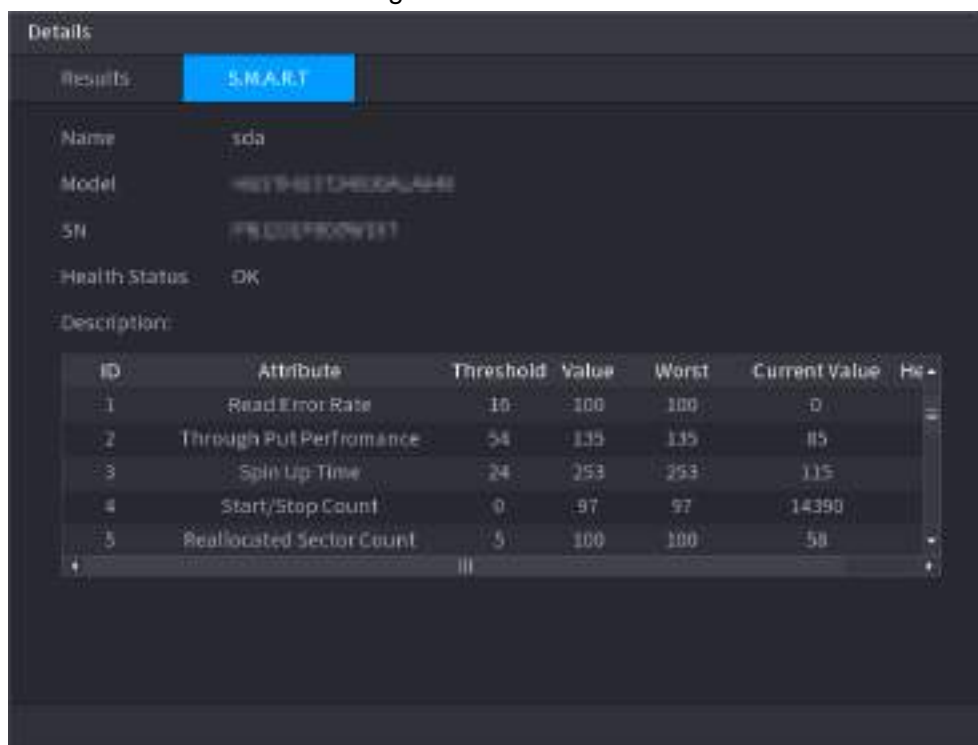 Details
Results S.M.A.R.T
Name sda
Model
SN
Health Status OK
Description:
ID Attribute Threshold Value Worst Current Value He
1 Read Error Rate 16 100 100 0
2 Through Put Perfromance 54 135 135 85
3 Spin Up Time 24 253 253 115
4 Start/Stop Count 0 97 97 14390
5 Reallocated Sector Count 5 100 100 58